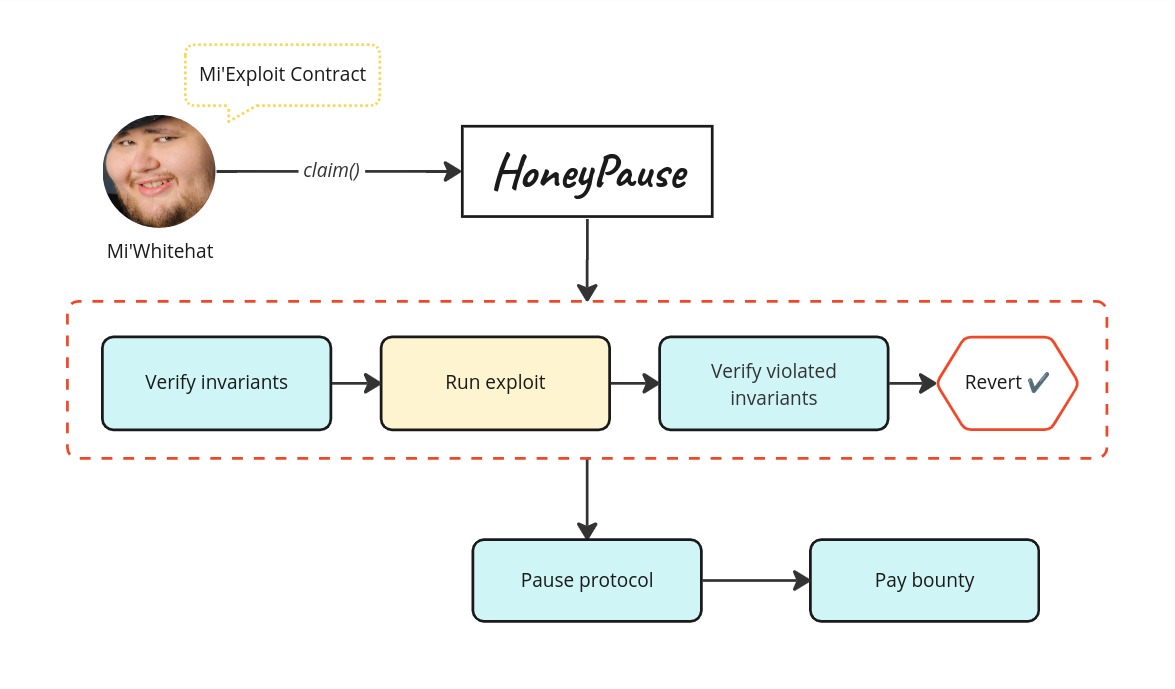 Mi'Exploit Contract
claim()
HoneyPause
Mi'Whitehat
Verify invariants
Run exploit
Verify violated
invariants
Revert ✔
Pause protocol
Pay bounty